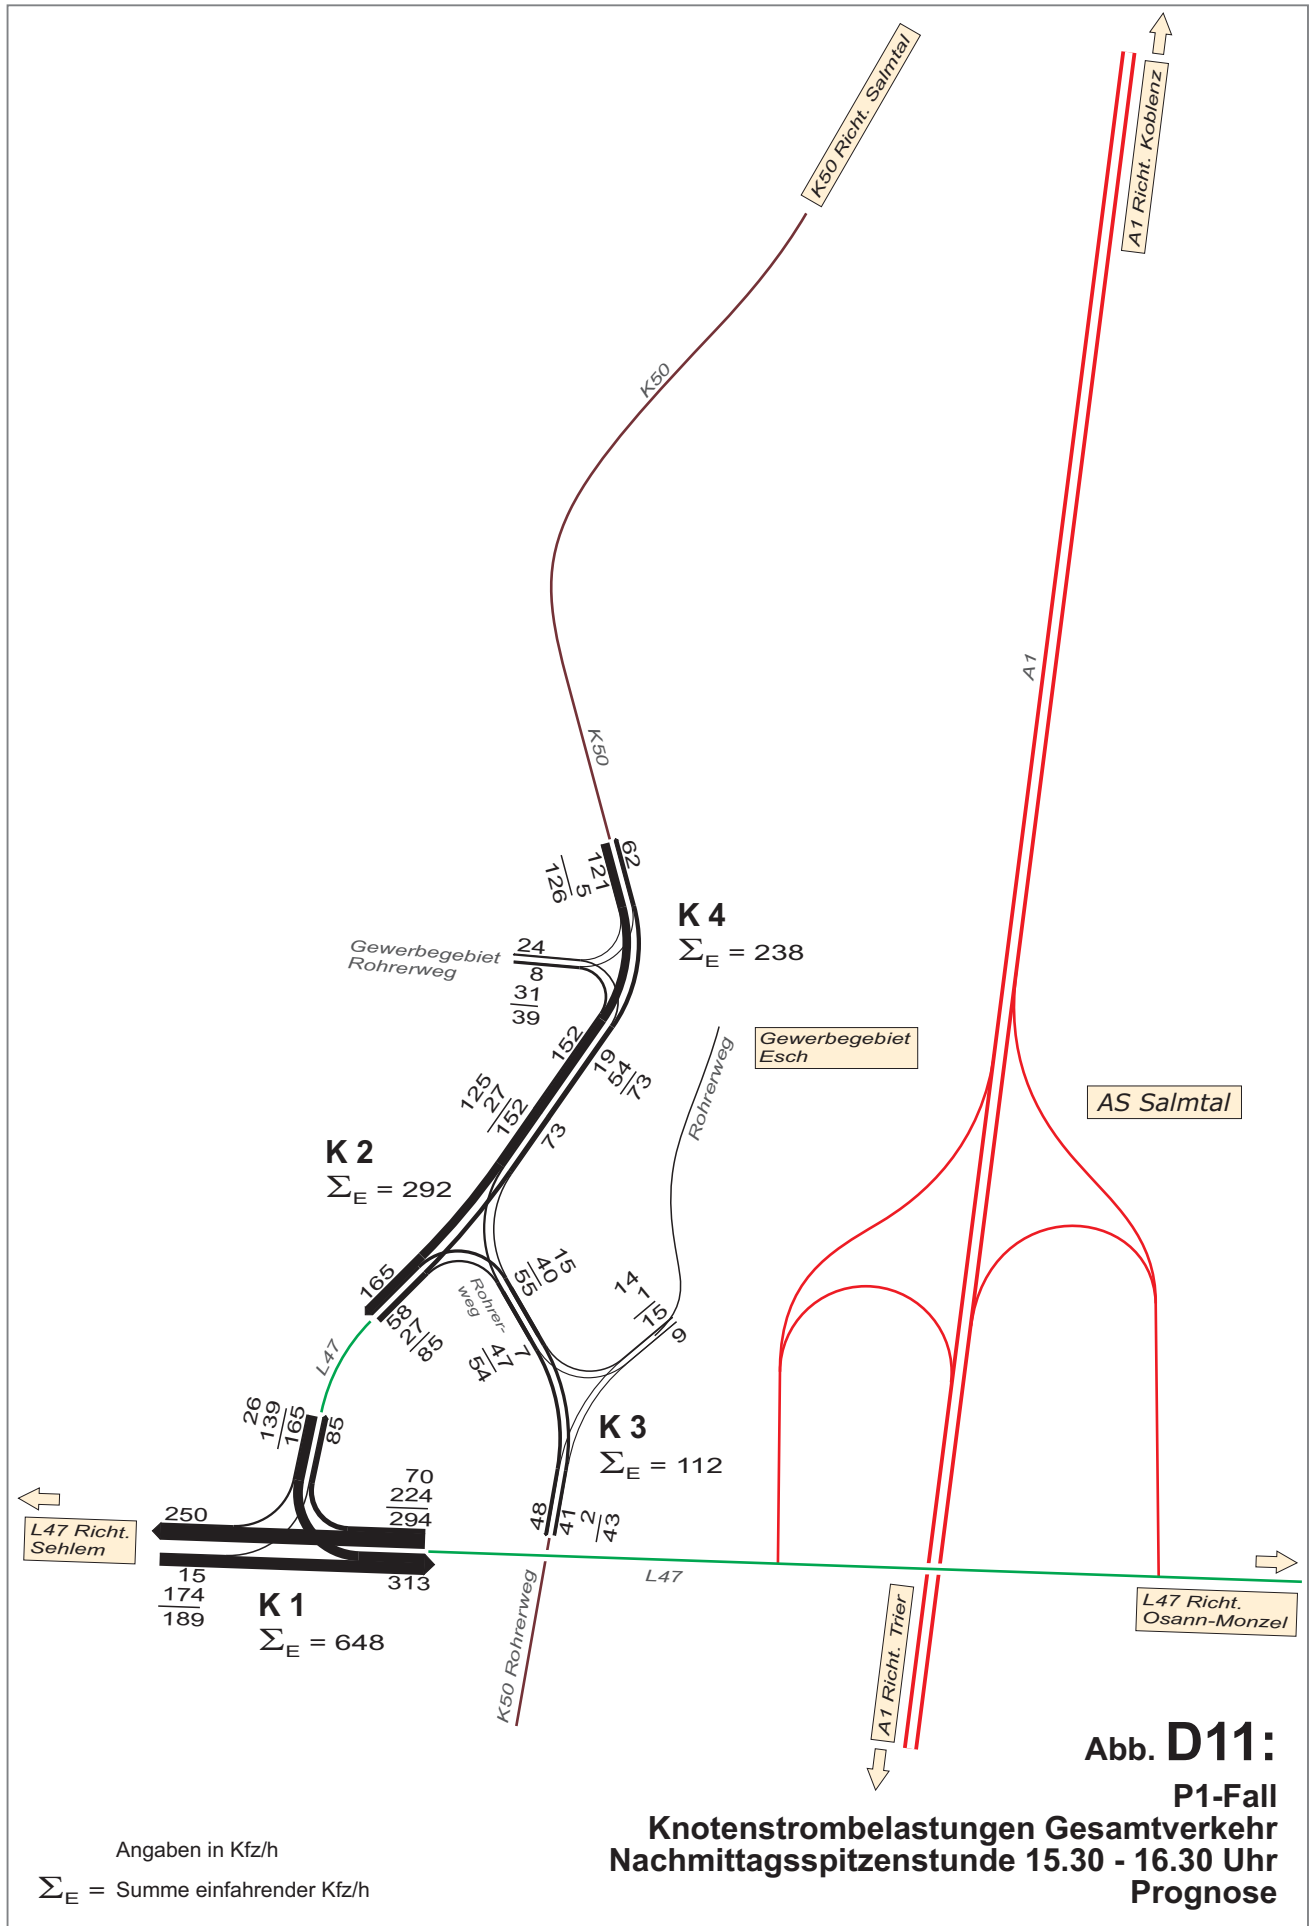 K50 Richt. Salmtal
A1 Richt. Koblenz
K50
A1
K50
62
121
5
126
K 4
ΣE = 238
Gewerbegebiet
Rohrerweg
24
8
31
39
152
19
54
73
Gewerbegebiet
Esch
Rohrerweg
AS Salmtal
125
27
152
73
K 2
ΣE = 292
165
58
27
85
Rohrer-
weg
15
40
55
14
1
15
9
7
47
54
L47
K 3
ΣE = 112
26
139
165
85
70
224
294
48
41
2
43
250
L47 Richt.
Sehlem
15
174
189
313
K 1
ΣE = 648
L47
K50 Rohrerweg
A1 Richt. Trier
L47 Richt.
Osann-Monzel
Abb. D11:
P1-Fall
Knotenstrombelastungen Gesamtverkehr
Nachmittagsspitzenstunde 15.30 - 16.30 Uhr
Prognose
Angaben in Kfz/h
ΣE = Summe einfahrender Kfz/h